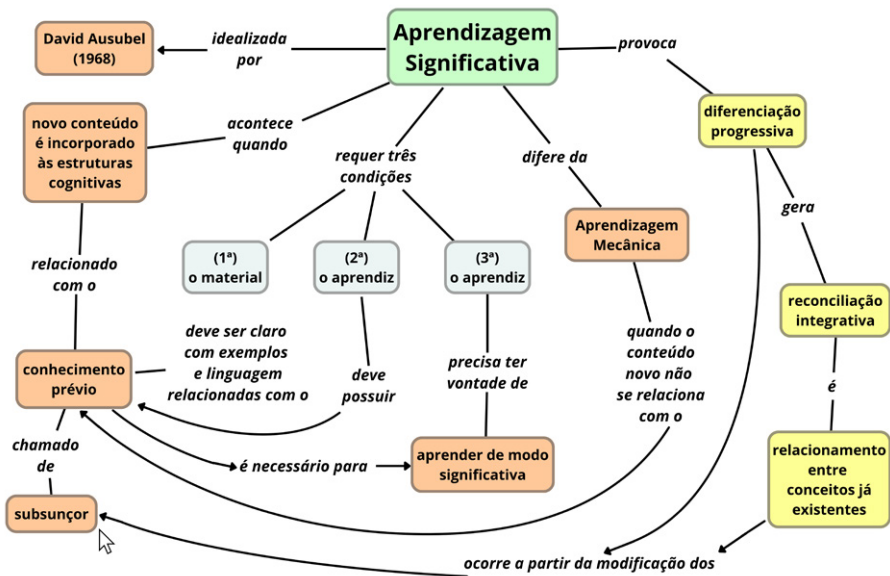 Aprendizagem
Significativa
David Ausubel
(1968)
idealizada
por
provoca
diferenciação
progressiva
novo conteúdo
é incorporado
às estruturas
cognitivas
acontece
quando
requer três
condições
difere da
gera
Aprendizagem
Mecânica
relacionado
com o
(1ª)
o material
(2ª)
o aprendiz
(3ª)
o aprendiz
reconciliação
integrativa
deve ser claro
com exemplos
e linguagem
relacionadas com o
deve
possuir
precisa ter
vontade de
quando o
conteúdo
novo não
se relaciona
com o
é
conhecimento
prévio
chamado
de
é necessário para
aprender de modo
significativa
relacionamento
entre
conceitos já
existentes
subsunçor
ocorre a partir da modificação dos